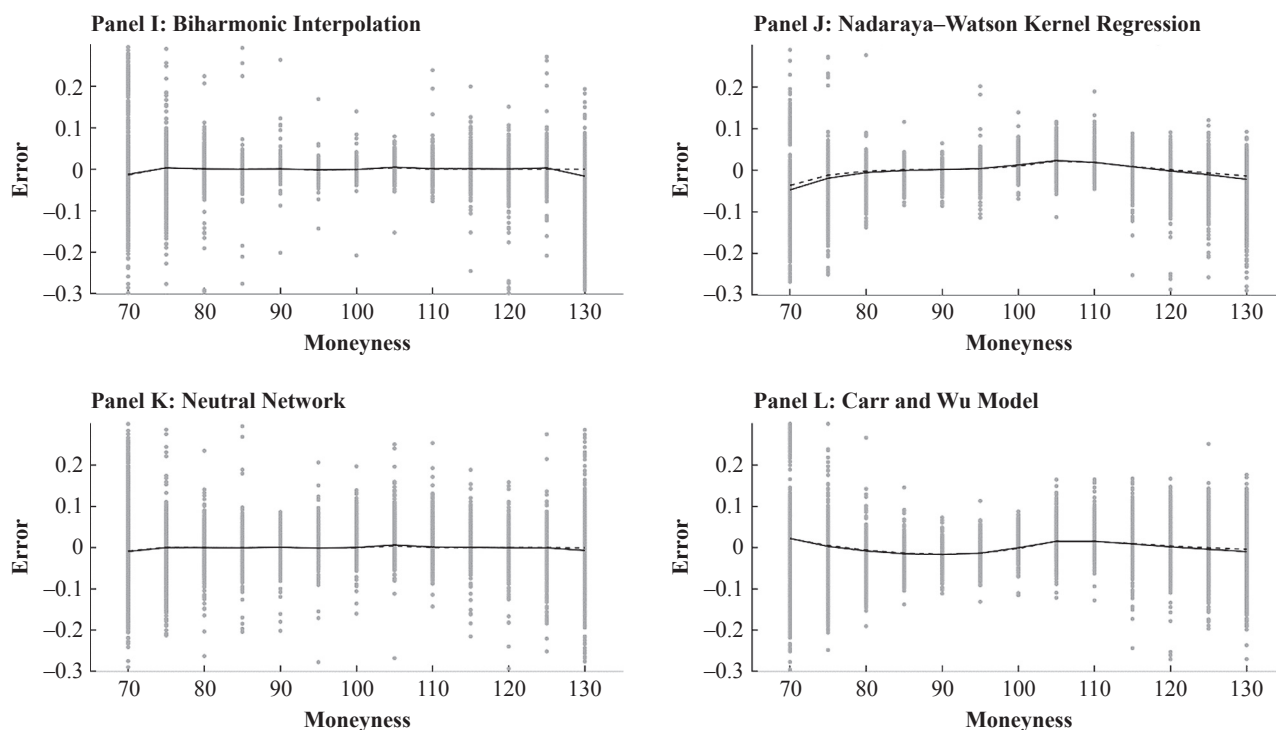 Panel I: Biharmonic Interpolation
Error
0.2
0.1
0
–0.1
–0.2
–0.3
70 80 90 100 110 120 130
Moneyness
Panel J: Nadaraya–Watson Kernel Regression
Error
0.2
0.1
0
–0.1
–0.2
–0.3
70 80 90 100 110 120 130
Moneyness
Panel K: Neutral Network
Error
0.2
0.1
0
–0.1
–0.2
–0.3
70 80 90 100 110 120 130
Moneyness
Panel L: Carr and Wu Model
Error
0.2
0.1
0
–0.1
–0.2
–0.3
70 80 90 100 110 120 130
Moneyness